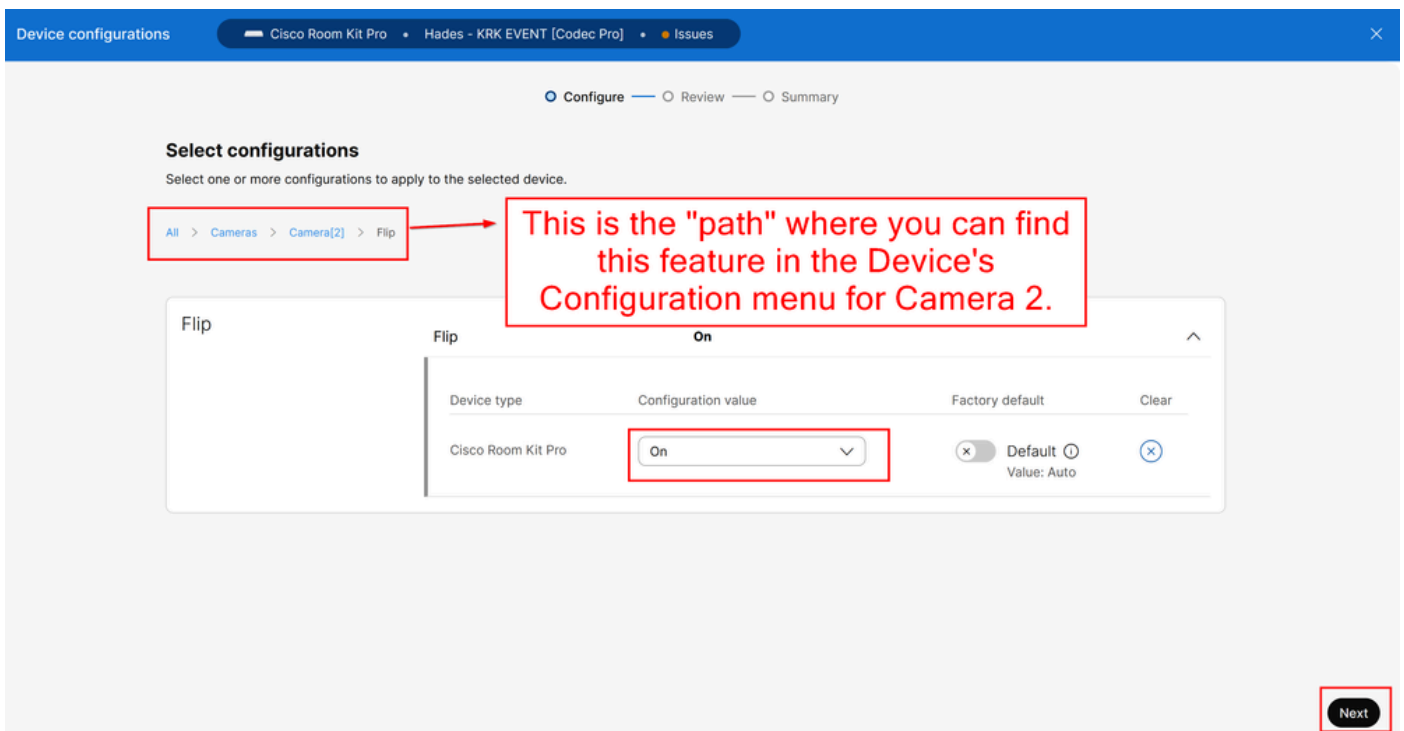 Device configurations Cisco Room Kit Pro • Hades - KRK EVENT [Codec Pro] • Issues
Configure Review Summary
Select configurations
Select one or more configurations to apply to the selected device.
All > Cameras > Camera[2] > Flip
This is the "path" where you can find
this feature in the Device's
Configuration menu for Camera 2.
Flip
Flip On
Device type Configuration value Factory default Clear
Cisco Room Kit Pro On Default
Value: Auto
Next